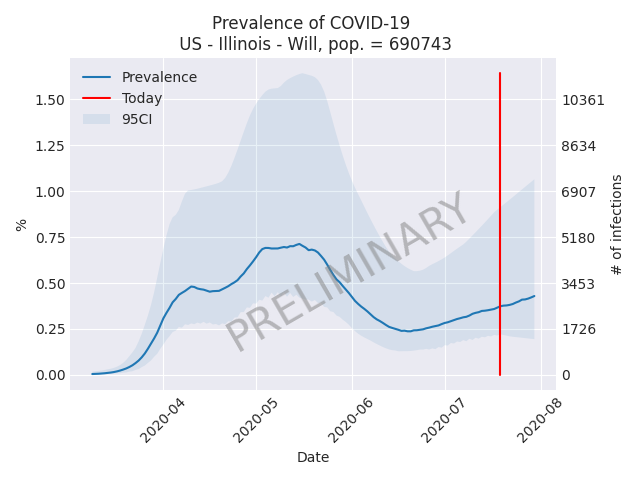 Prevalence of COVID-19
US - Illinois - Will, pop. = 690743
Prevalence
Today
95CI
1.50
1.25
1.00
0.75
0.50
0.25
0.00
%
10361
8634
6907
5180
3453
1726
0
# of infections
PRELIMINARY
2020-04
2020-05
2020-06
2020-07
2020-08
Date